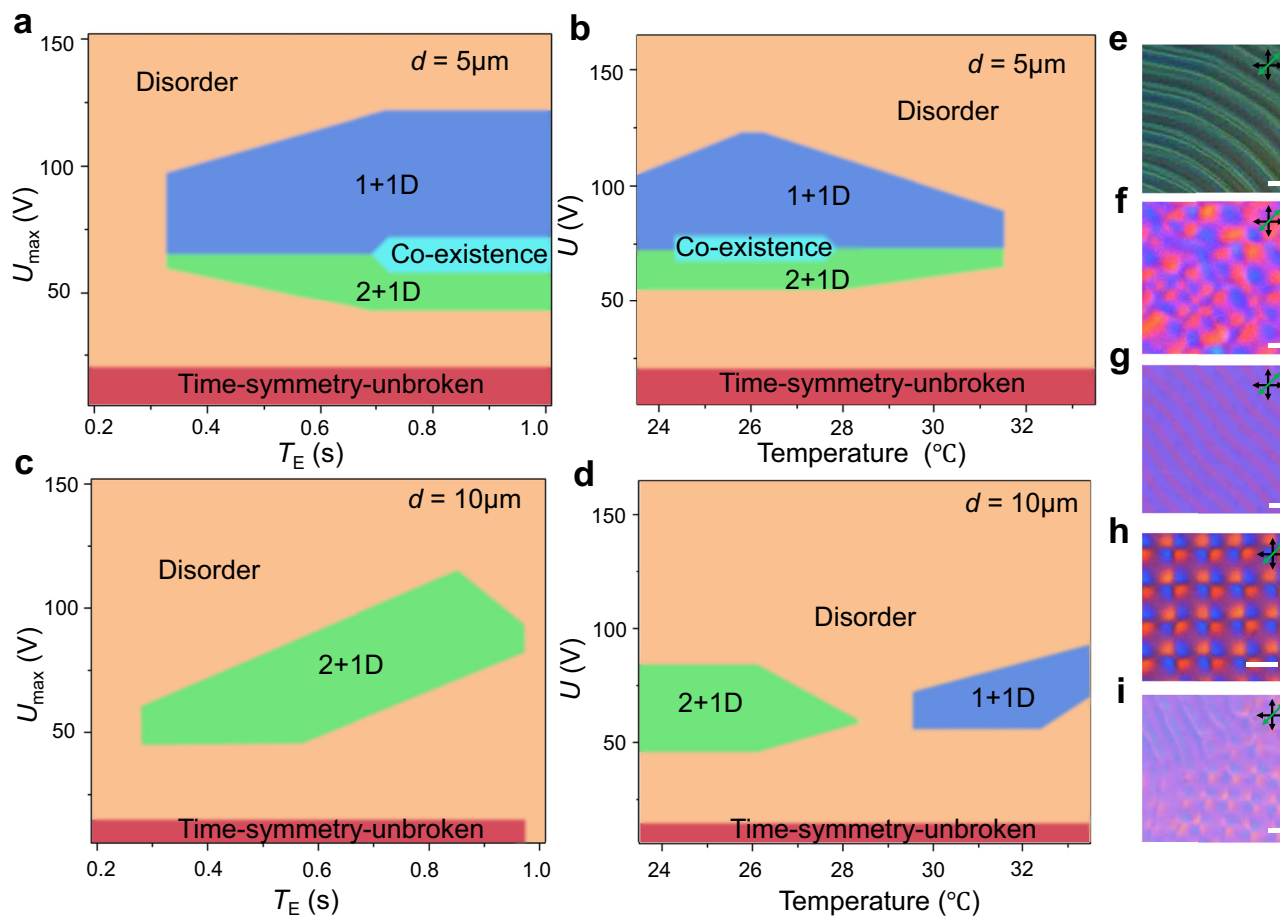 a
150
100
50
U_max (V)
Disorder
d = 5μm
1+1D
Co-existence
2+1D
Time-symmetry-unbroken
0.2
0.4
0.6
0.8
1.0
T_E (s)
b
150
100
50
U (V)
d = 5μm
Disorder
1+1D
Co-existence
2+1D
Time-symmetry-unbroken
24
26
28
30
32
Temperature (℃)
c
150
100
50
U_max (V)
d = 10μm
Disorder
2+1D
Time-symmetry-unbroken
0.2
0.4
0.6
0.8
1.0
T_E (s)
d
150
100
50
U (V)
d = 10μm
Disorder
2+1D
1+1D
Time-symmetry-unbroken
24
26
28
30
32
Temperature (℃)
e
f
g
h
i